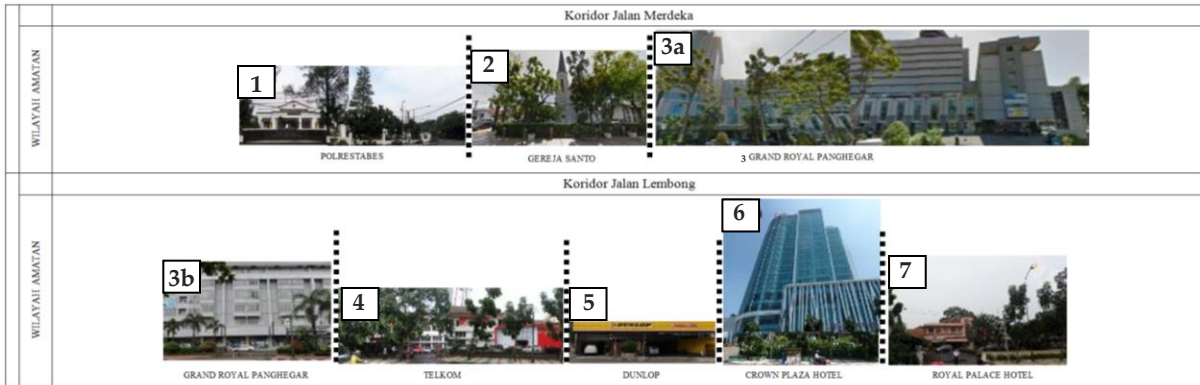 Koridor Jalan Merdeka
WILAYAH AMATAN
1
2
3a
POLRESTABES
GEREJA SANTO
3 GRAND ROYAL PANGHEGAR
Koridor Jalan Lembong
WILAYAH AMATAN
3b
4
5
6
7
DUNLOP
GRAND ROYAL PANGHEGAR
TELKOM
DUNLOP
CROWN PLAZA HOTEL
ROYAL PALACE HOTEL